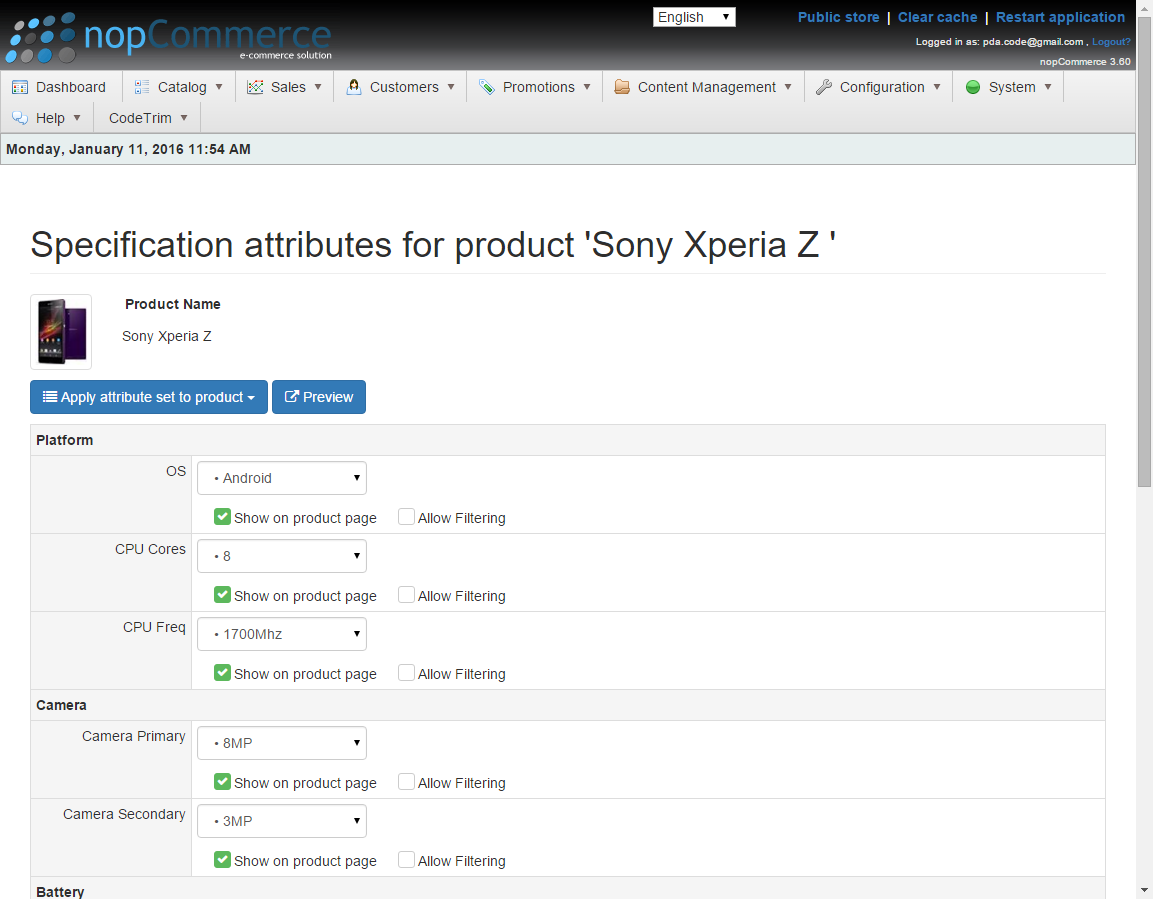 nopCommerce
e-commerce solution
English
Public store | Clear cache | Restart application
Logged in as: pda.code@gmail.com , Logout?
nopCommerce 3.60
Dashboard Catalog Sales Customers Promotions Content Management Configuration System
Help CodeTrim
Monday, January 11, 2016 11:54 AM
Specification attributes for product 'Sony Xperia Z '
Product Name
Sony Xperia Z
Apply attribute set to product Preview
Platform
OS • Android
Show on product page Allow Filtering
CPU Cores • 8
Show on product page Allow Filtering
CPU Freq • 1700Mhz
Show on product page Allow Filtering
Camera
Camera Primary • 8MP
Show on product page Allow Filtering
Camera Secondary • 3MP
Show on product page Allow Filtering
Battery